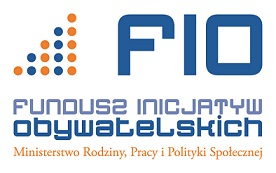 FIO
FUNDUSZ INICJATYW
obywatelskich
Ministerstwo Rodziny, Pracy i Polityki Społecznej